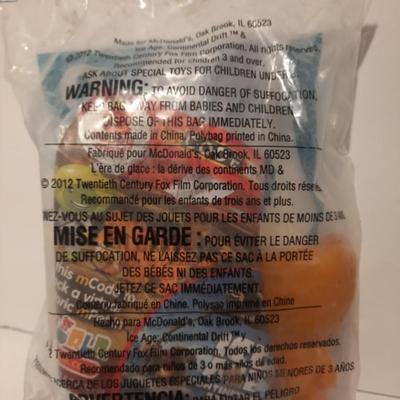 Made for McDonald's, Oak Brook, IL 60523
Ice Age: Continental Drift ™ &
© 2012 Twentieth Century Fox Film Corporation. All rights reserved.
Recommended for children 3 and over.
ASK ABOUT SPECIAL TOYS FOR CHILDREN UNDER
WARNING: TO AVOID DANGER OF SUFFOCATION,
KEEP BAG AWAY FROM BABIES AND CHILDREN
DISPOSE OF THIS BAG IMMEDIATELY.
Contents made in China, Polybag printed in China.
Fabriqué pour McDonald's, Oak Brook, IL 60523
L'ère de glace : la dérive des continents MD &
© 2012 Twentieth Century Fox Film Corporation. Tous droits
Recommandé pour les enfants de trois ans et plus.
NEZ-VOUS AU SUJET DES JOUETS POUR LES ENFANTS DE MOINS DE
MISE EN GARDE : POUR ÉVITER LE DANGER
DE SUFFOCATION, NE LAISSEZ PAS CE SAC À LA PORTÉE
DES BÉBÉS NI DES ENFANTS.
JETEZ CE SAC IMMÉDIATEMENT.
Contenu fabriqué en Chine. Polysac imprimé en Chine
Hecho para McDonald's, Oak Brook, IL 60523
Ice Age: Continental Drift
2 Twentieth Century Fox Film Corporation. Todos los derechos reservados.
Recomendado para niños de 3 o más años de edad.
ACERCA DE LOS JUGUETES ESPECIALES PARA NIÑOS MENORES DE 3 AÑOS
ADVERTENCIA: PARA EVITAR EL PELIGRO